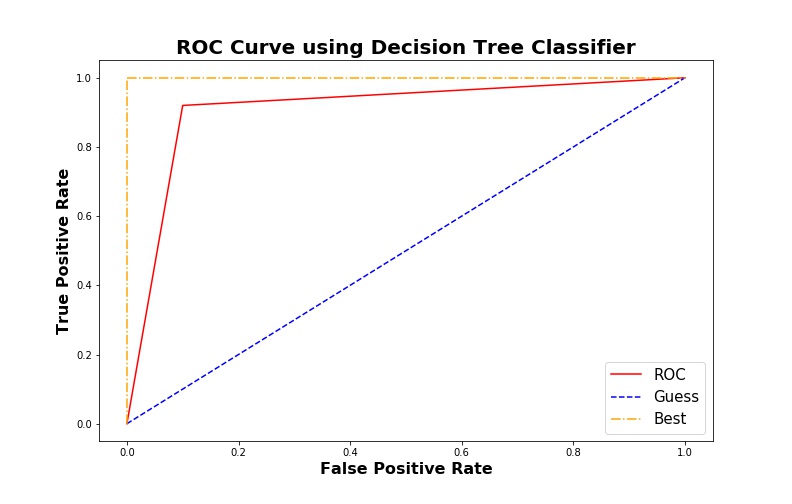 ROC Curve using Decision Tree Classifier
True Positive Rate
1.0
0.8
0.6
0.4
0.2
0.0
ROC
Guess
Best
0.0 0.2 0.4 0.6 0.8 1.0
False Positive Rate